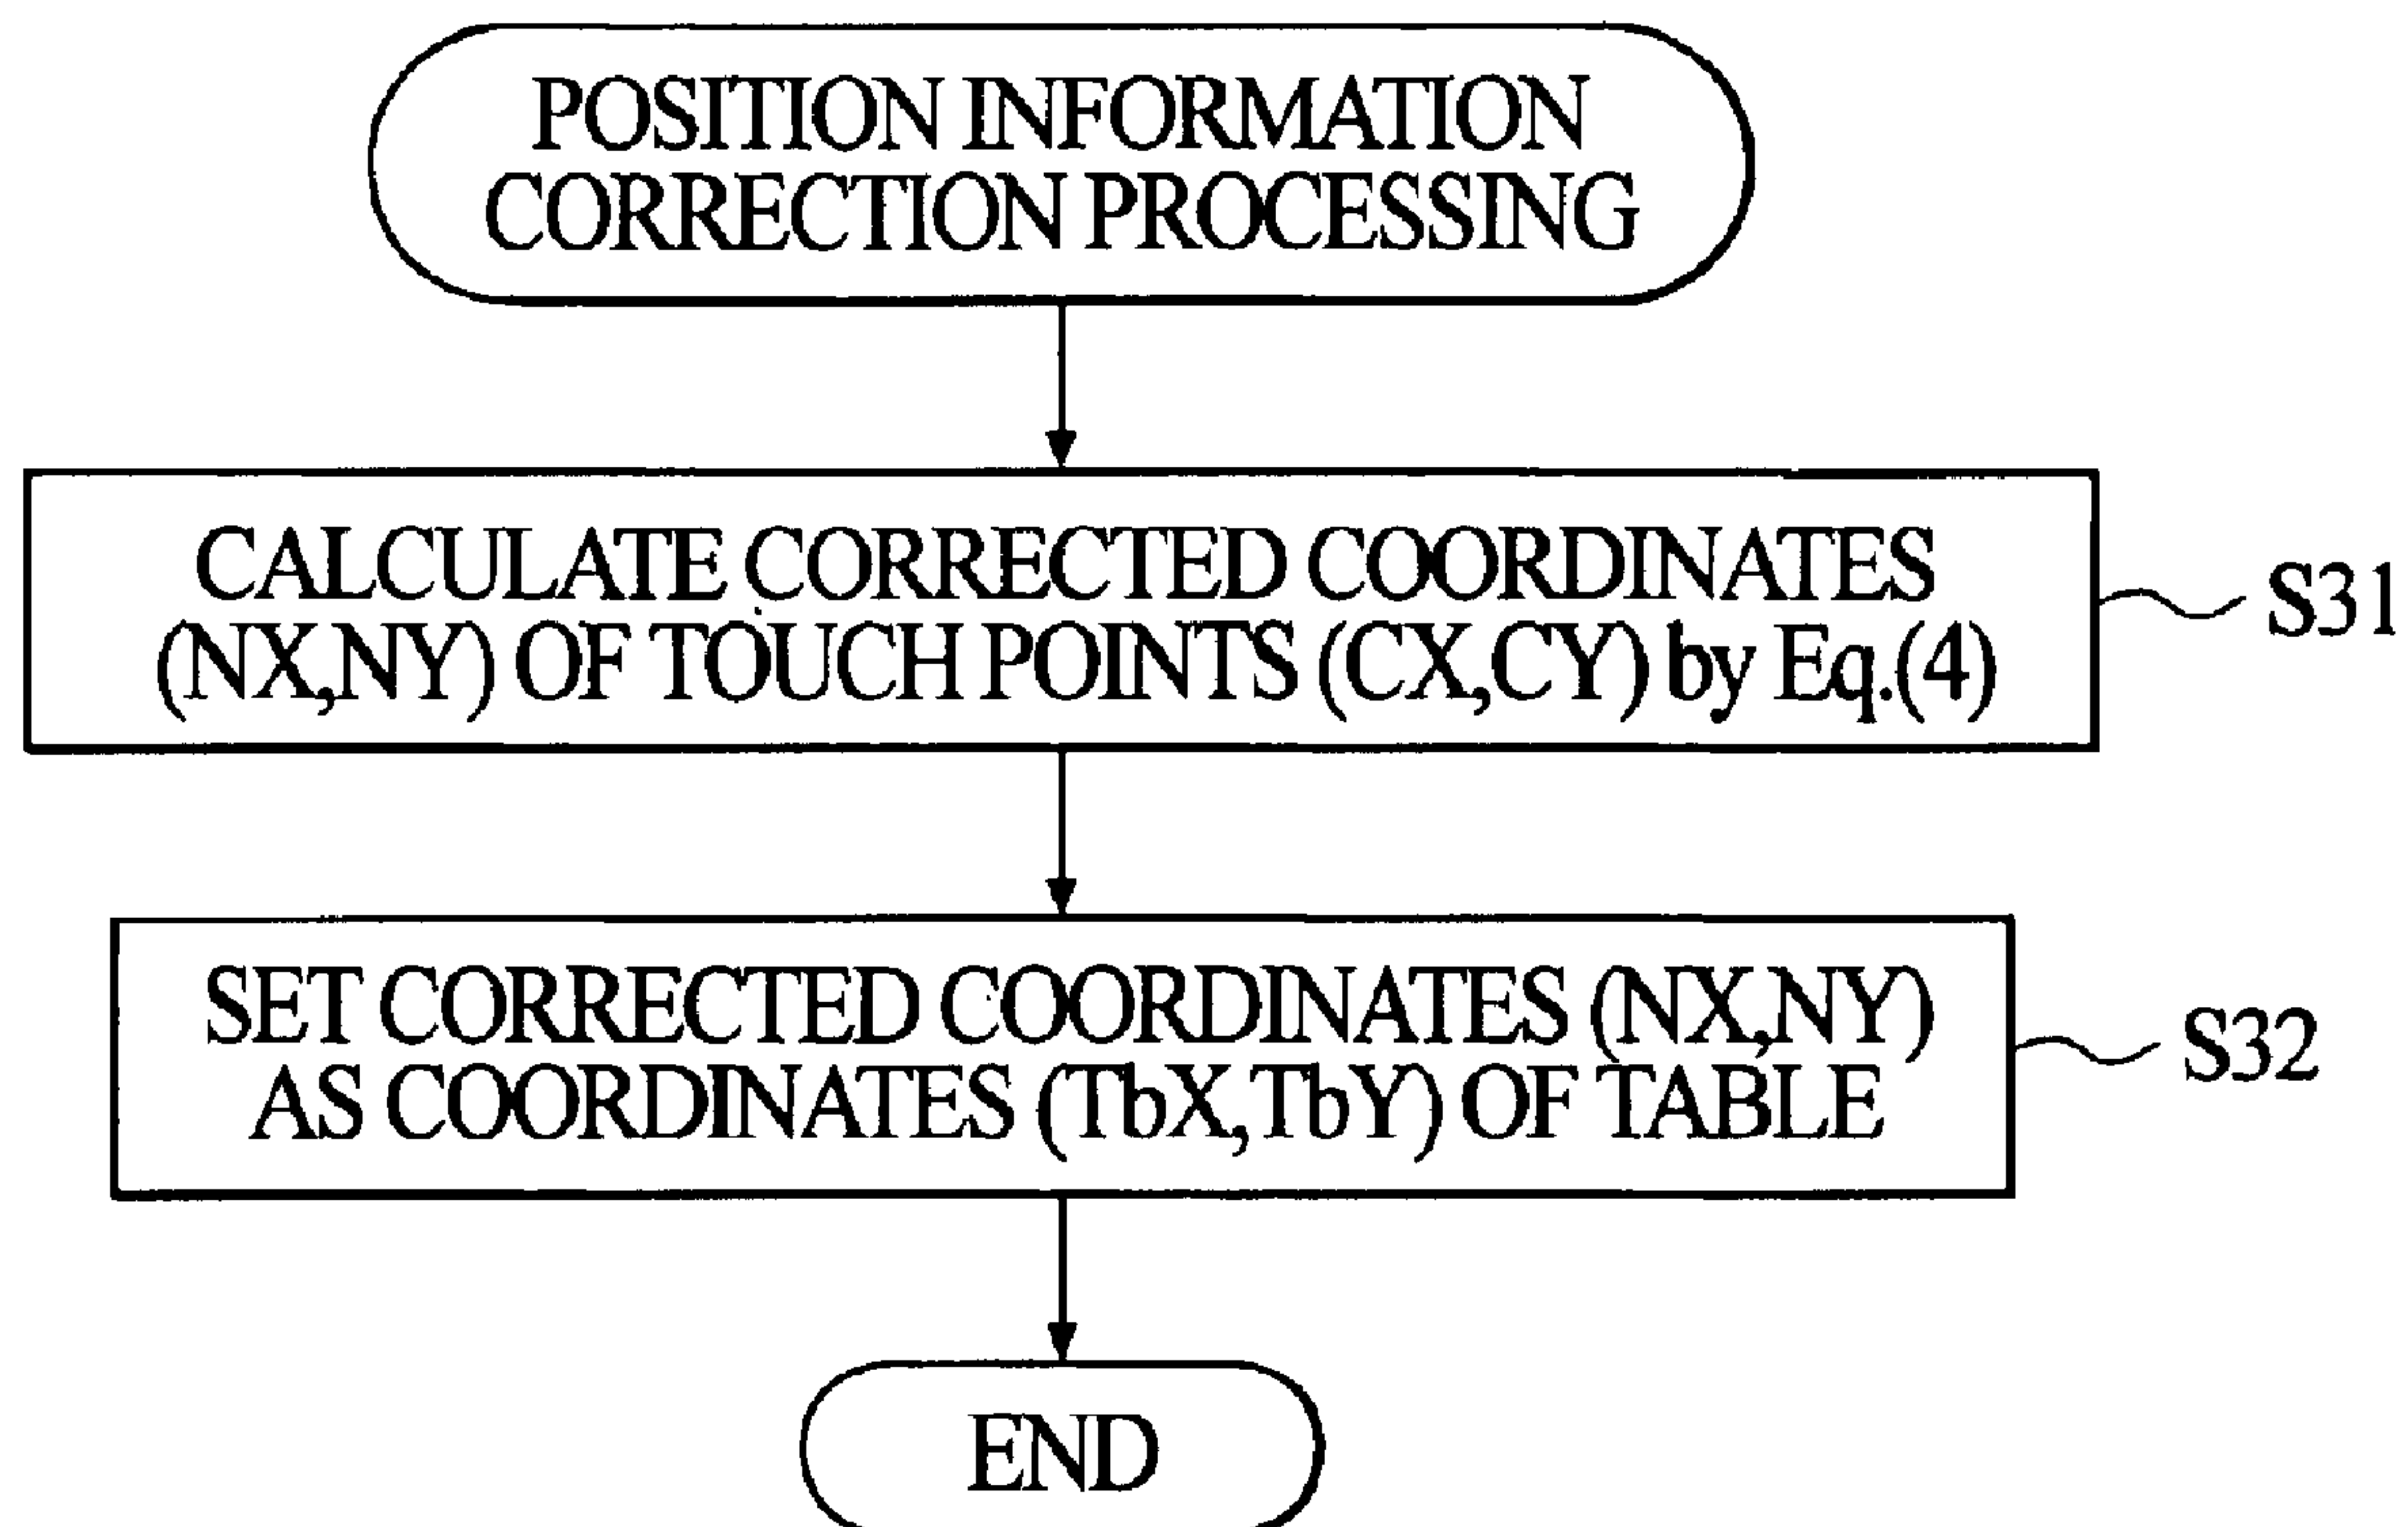 POSITION INFORMATION
CORRECTION PROCESSING
CALCULATE CORRECTED COORDINATES
(NX,NY) OF TOUCH POINTS (CX,CY) by Eq.(4)
S31
SET CORRECTED COORDINATES (NX,NY)
AS COORDINATES (TbX,TbY) OF TABLE
S32
END